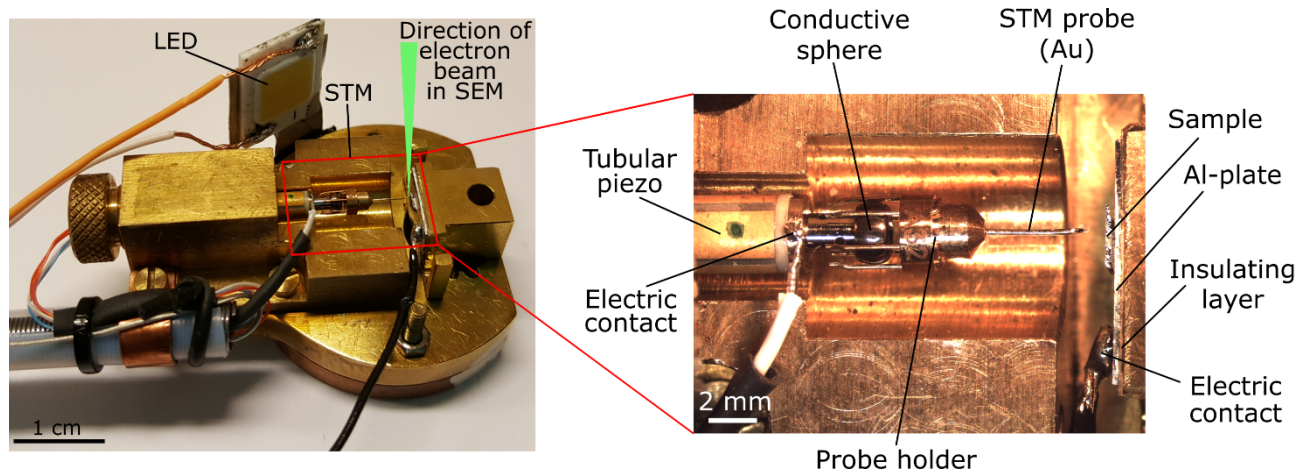 LED
Direction of
electron
beam
in SEM
STM
1 cm
Conductive
sphere
STM probe
(Au)
Sample
Al-plate
Tubular
piezo
Insulating
layer
Electric
contact
Electric
contact
2 mm
Probe holder